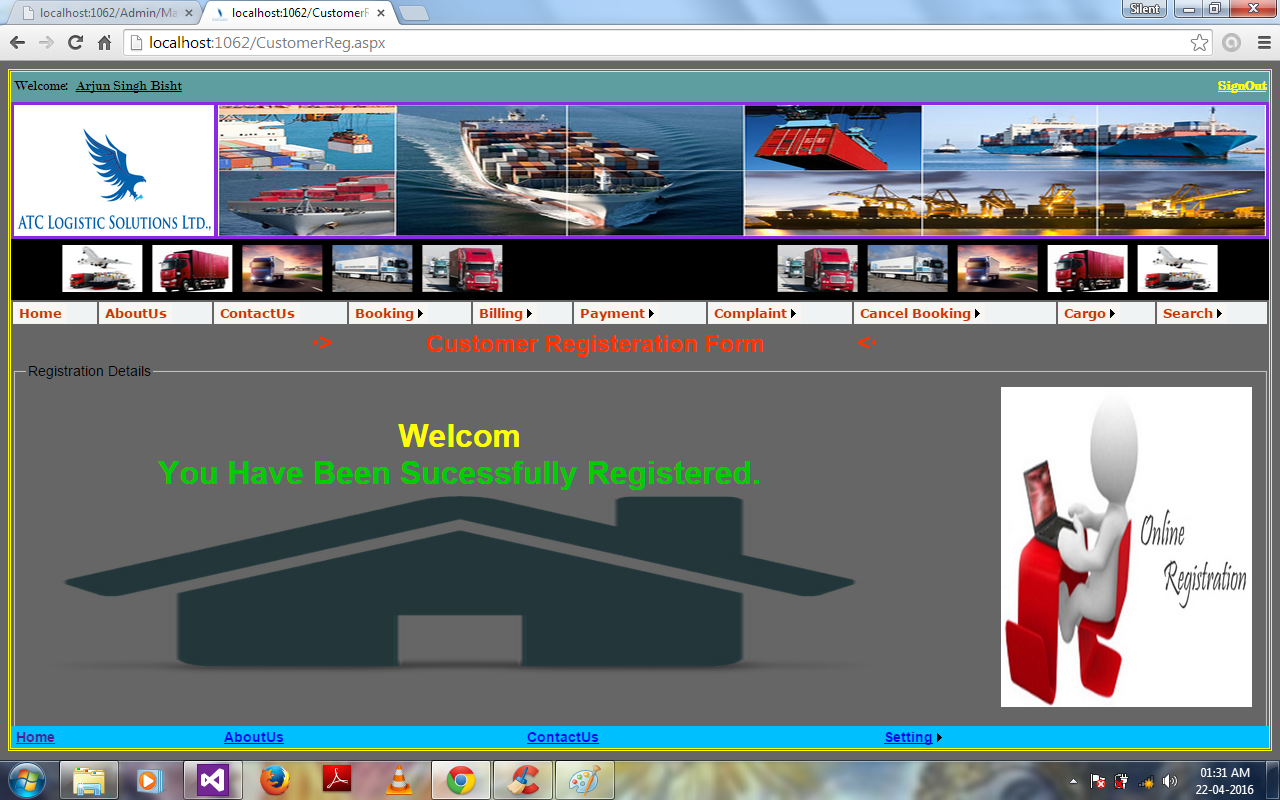 localhost:1062/Admin/Ma
localhost:1062/CustomerR
Silent
localhost:1062/CustomerReg.aspx
Welcome: Arjun Singh Bisht
SignOut
ATC LOGISTIC SOLUTIONS LTD.,
Home AboutUs ContactUs Booking Billing Payment Complaint Cancel Booking Cargo Search
-> Customer Registeration Form <-
Registration Details
Welcom
You Have Been Sucessfully Registered.
Online
Registration
Home AboutUs ContactUs Setting
01:31 AM
22-04-2016